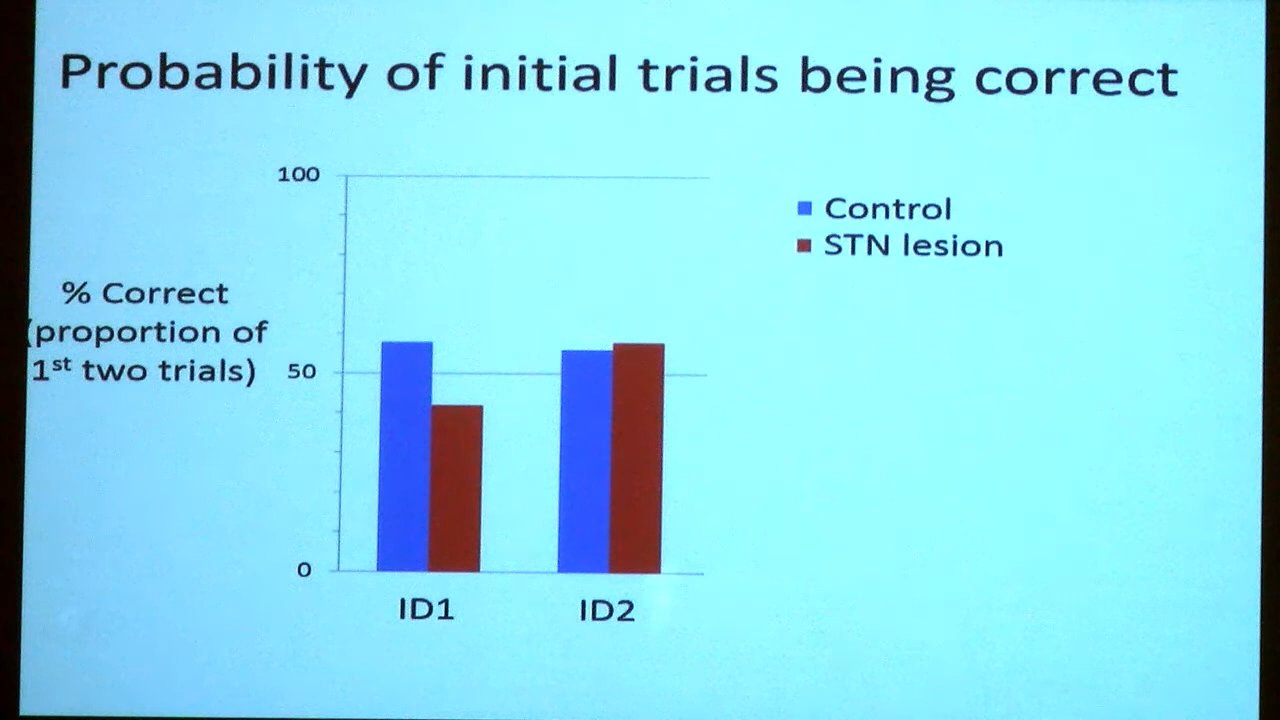 Probability of initial trials being correct
100
Control
STN lesion
% Correct
(proportion of
1st two trials)
50
0
ID1
ID2